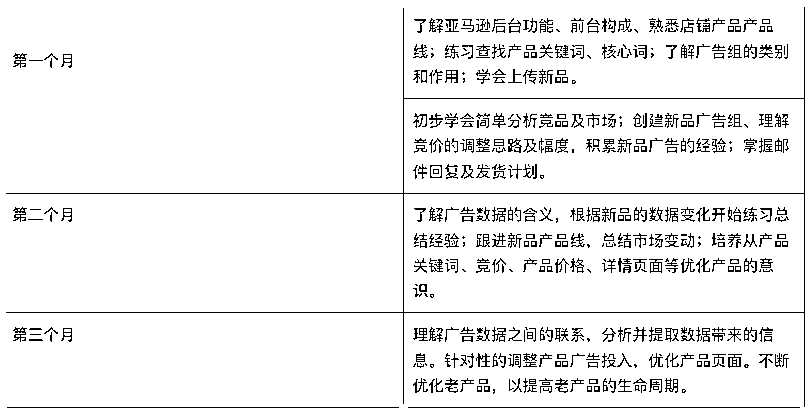 第一个月
了解亚马逊后台功能、前台构成、熟悉店铺产品产品
线；练习查找产品关键词、核心词；了解广告组的类别
和作用；学会上传新品。
初步学会简单分析竞品及市场；创建新品广告组、理解
竞价的调整思路及幅度，积累新品广告的经验；掌握邮
件回复及发货计划。
第二个月
了解广告数据的含义，根据新品的数据变化开始练习总
结经验；跟进新品产品线，总结市场变动；培养从产品
关键词、竞价、产品价格、详情页面等优化产品的意
识。
第三个月
理解广告数据之间的联系，分析并提取数据带来的信
息。针对性的调整产品广告投入，优化产品页面。不断
优化老产品，以提高老产品的生命周期。